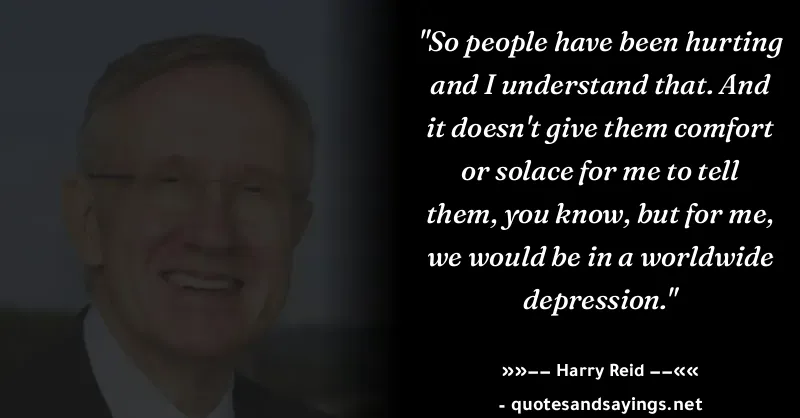 "So people have been hurting
and I understand that. And
it doesn't give them comfort
or solace for me to tell
them, you know, but for me,
we would be in a worldwide
depression."
»»–– Harry Reid ––««
- quotesandsayings.net